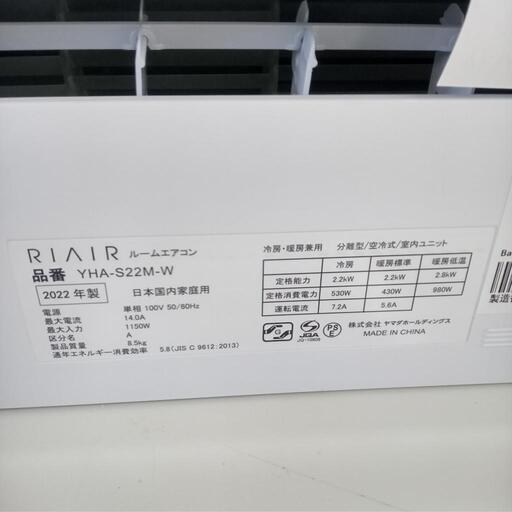 RIAIR ルームエアコン
品番 YHA-S22M-W
2022 年製 日本国内家庭用
電源 単相 100V 50/60Hz
最大電流 14.0A
最大入力 1150W
区分名 A
製品質量 8.5kg
通年エネルギー消費効率 5.8 (JIS C 9612:2013)
冷房・暖房兼用 分離型/空冷式/室内ユニット
冷房 暖房標準 暖房低温
定格能力 2.2kW 2.2kW 2.8kW
定格消費電力 530W 430W 980W
運転電流 7.2A 5.6A
JQA
PSE
株式会社 ヤマダホールディングス
MADE IN CHINA
Ba
製造